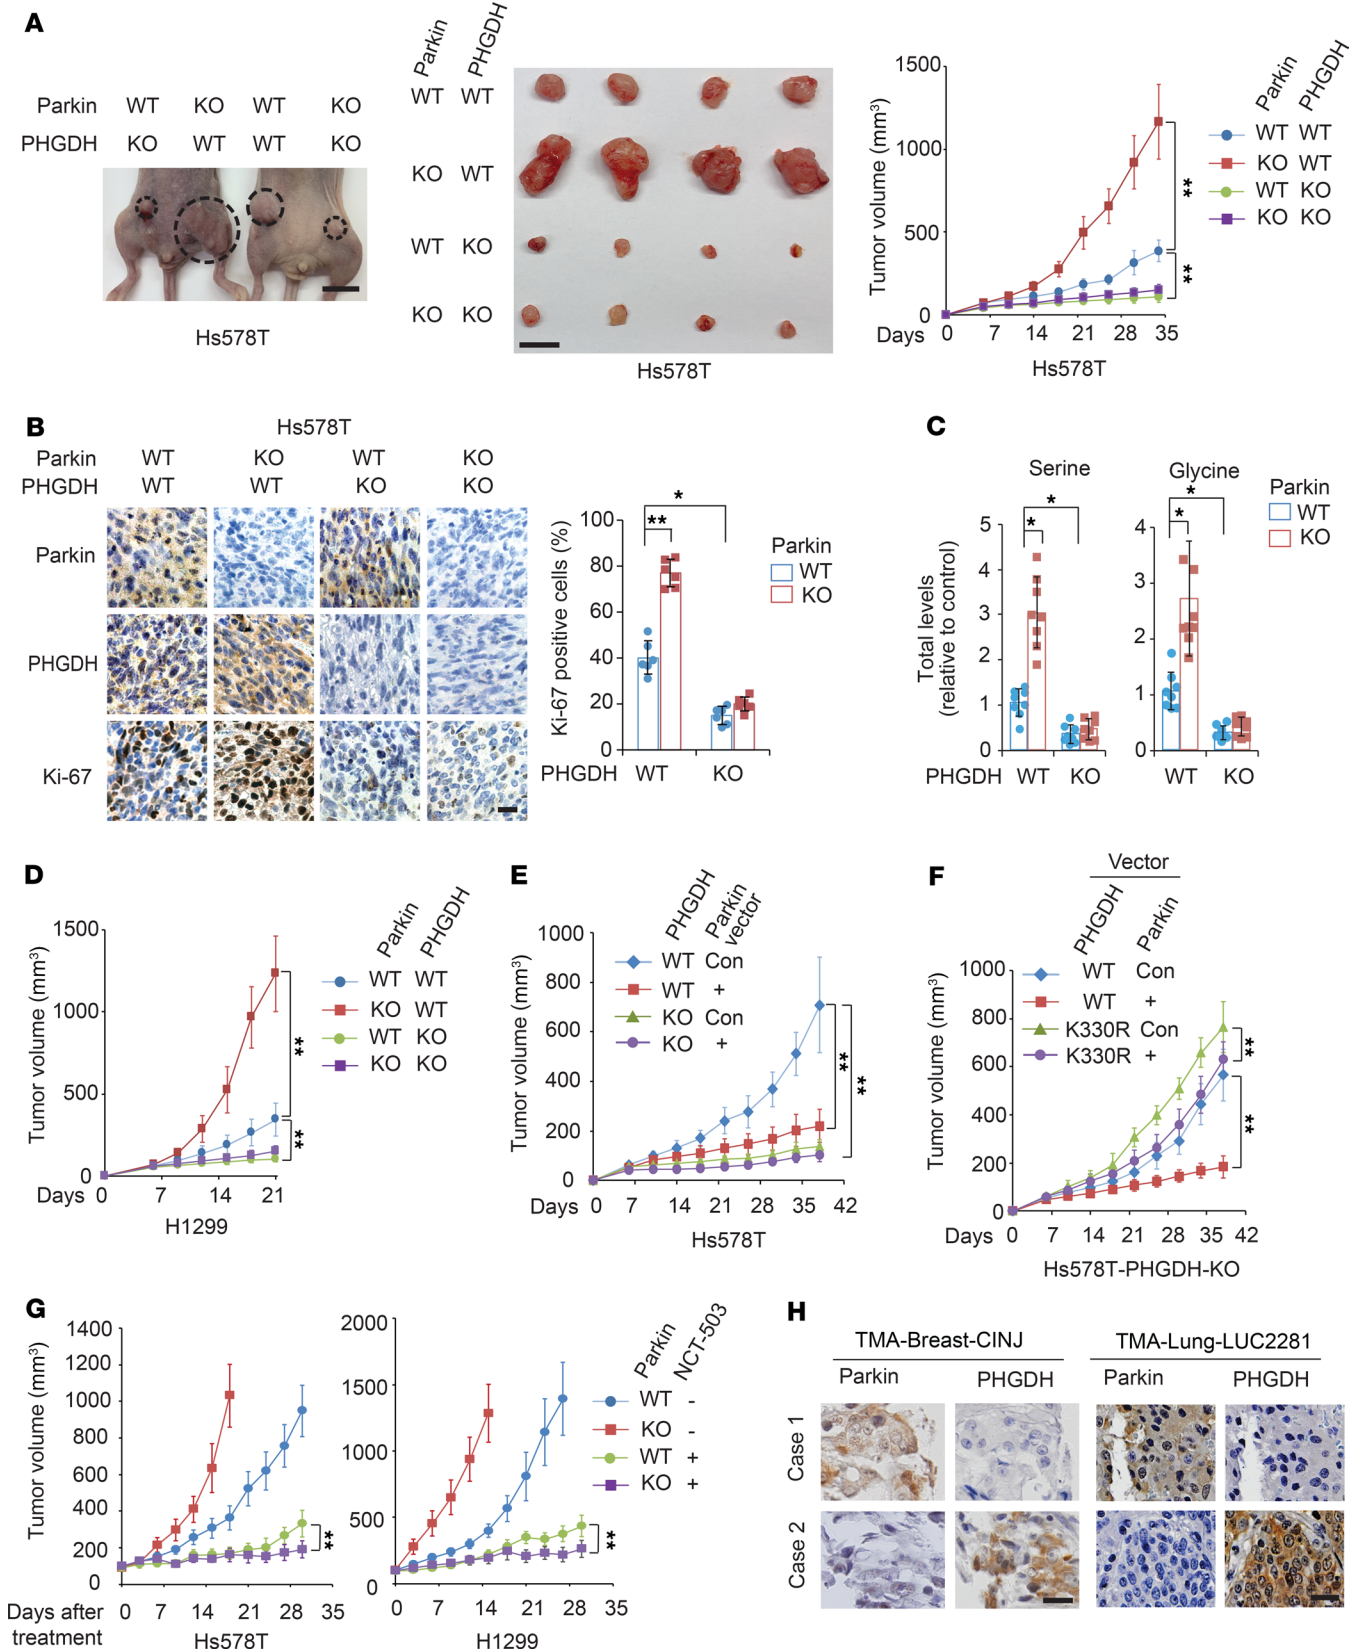 A
Parkin WT KO WT KO
PHGDH KO WT WT KO
Hs578T
Parkin PHGDH
WT WT
KO WT
WT KO
KO KO
Hs578T
Tumor volume (mm³)
1500
1000
500
0
Days 0 7 14 21 28 35
Hs578T
**
**
Parkin PHGDH
WT WT
KO WT
WT KO
KO KO
B
Hs578T
Parkin WT KO WT KO
PHGDH WT WT KO KO
Parkin
PHGDH
Ki-67
Ki-67 positive cells (%)
100
80
60
40
20
0
*
**
PHGDH WT KO
Parkin
WT
KO
C
Serine
Glycine
Total levels
(relative to control)
5
4
3
2
1
0
*
*
PHGDH WT KO
4
3
2
1
0
*
*
WT KO
Parkin
WT
KO
D
Tumor volume (mm³)
1500
1000
500
0
Days 0 7 14 21
H1299
**
**
Parkin PHGDH
WT WT
KO WT
WT KO
KO KO
E
PHGDH Parkin vector
WT Con
WT +
KO Con
KO +
Tumor volume (mm³)
1000
800
600
400
200
0
Days 0 7 14 21 28 35 42
Hs578T
**
**
F
Vector
PHGDH Parkin
WT Con
WT +
K330R Con
K330R +
Tumor volume (mm³)
1000
800
600
400
200
0
Days 0 7 14 21 28 35 42
Hs578T-PHGDH-KO
**
**
G
Tumor volume (mm³)
1400
1200
1000
800
600
400
200
0
Days after
treatment
0 7 14 21 28 35
Hs578T
**
2000
1500
1000
500
0
0 7 14 21 28 35
H1299
**
Parkin NCT-503
WT -
KO -
WT +
KO +
H
TMA-Breast-CINJ
TMA-Lung-LUC2281
Parkin PHGDH Parkin PHGDH
Case 1
Case 2